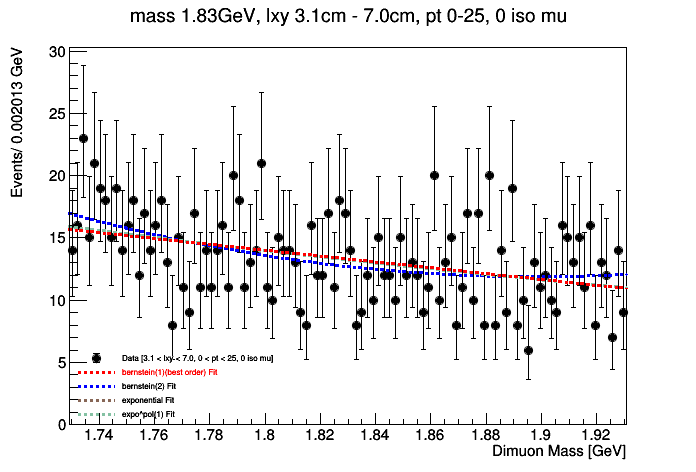 mass 1.83GeV, lxy 3.1cm - 7.0cm, pt 0-25, 0 iso mu
Events/ 0.002013 GeV
30
25
20
15
10
5
0
Data [3.1 < lxy < 7.0, 0 < pt < 25, 0 iso mu]
bernstein(1)(best order) Fit
bernstein(2) Fit
exponential Fit
expo*pol(1) Fit
1.74 1.76 1.78 1.8 1.82 1.84 1.86 1.88 1.9 1.92
Dimuon Mass [GeV]